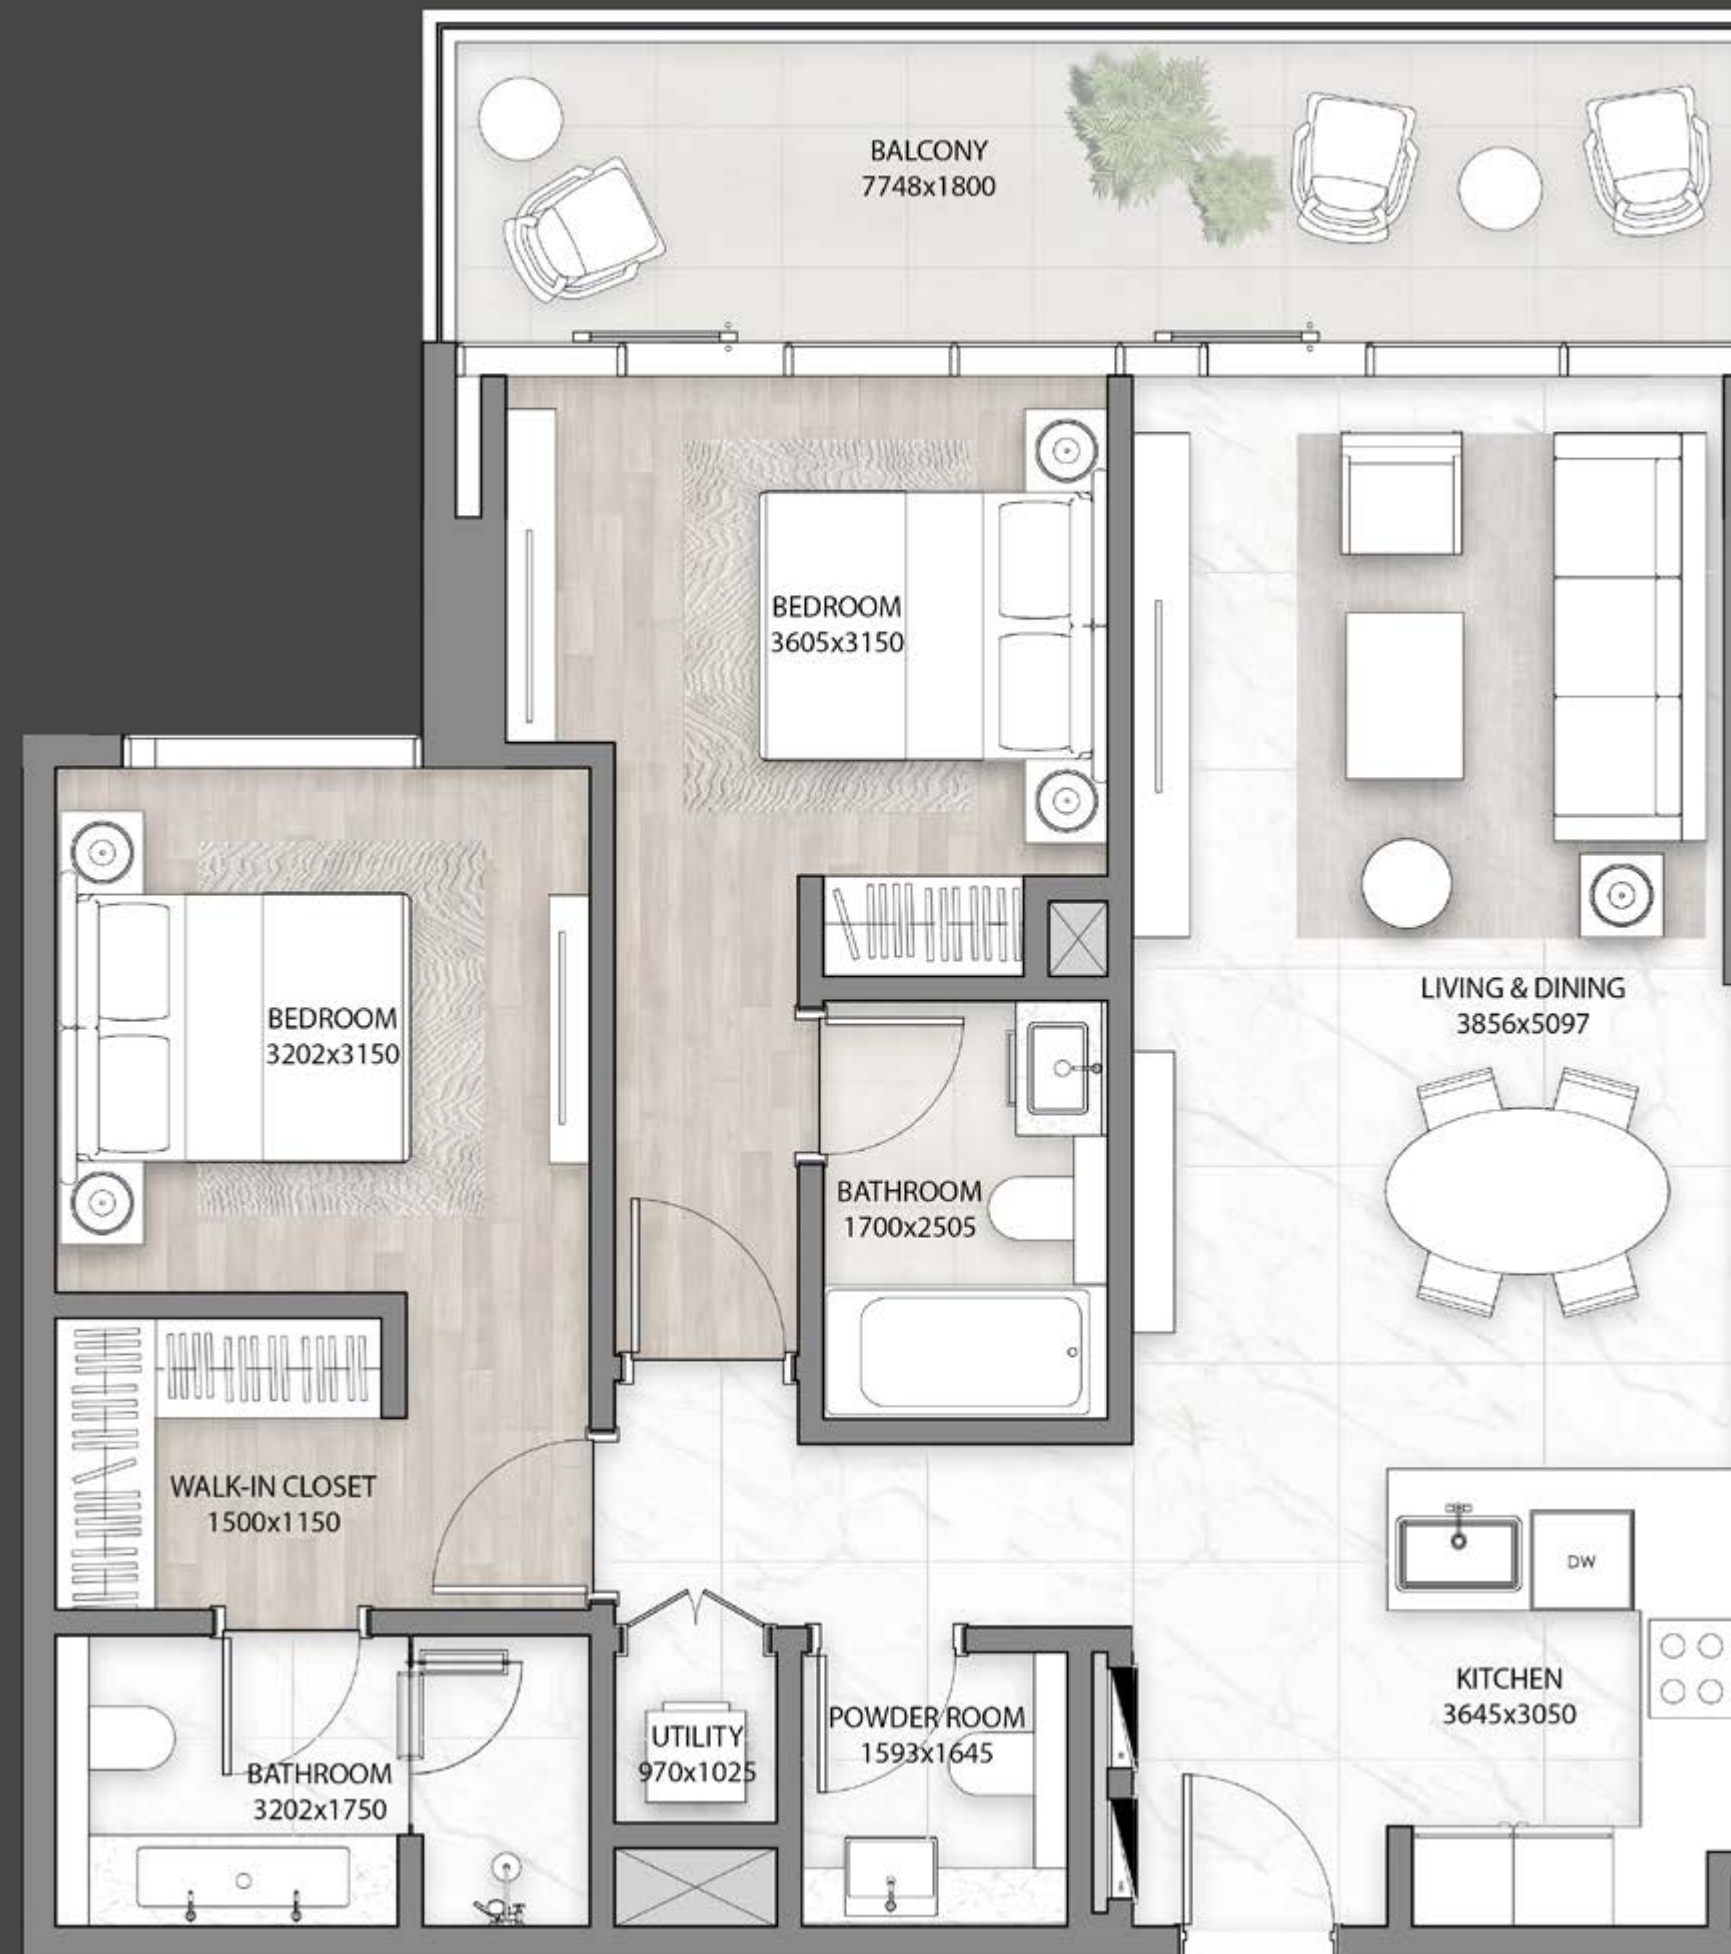 BALCONY
7748x1800
BEDROOM
3605x3150
BEDROOM
3202x3150
LIVING & DINING
3856x5097
BATHROOM
1700x2505
WALK-IN CLOSET
1500x1150
DW
KITCHEN
3645x3050
POWDER ROOM
1593x1645
UTILITY
970x1025
BATHROOM
3202x1750